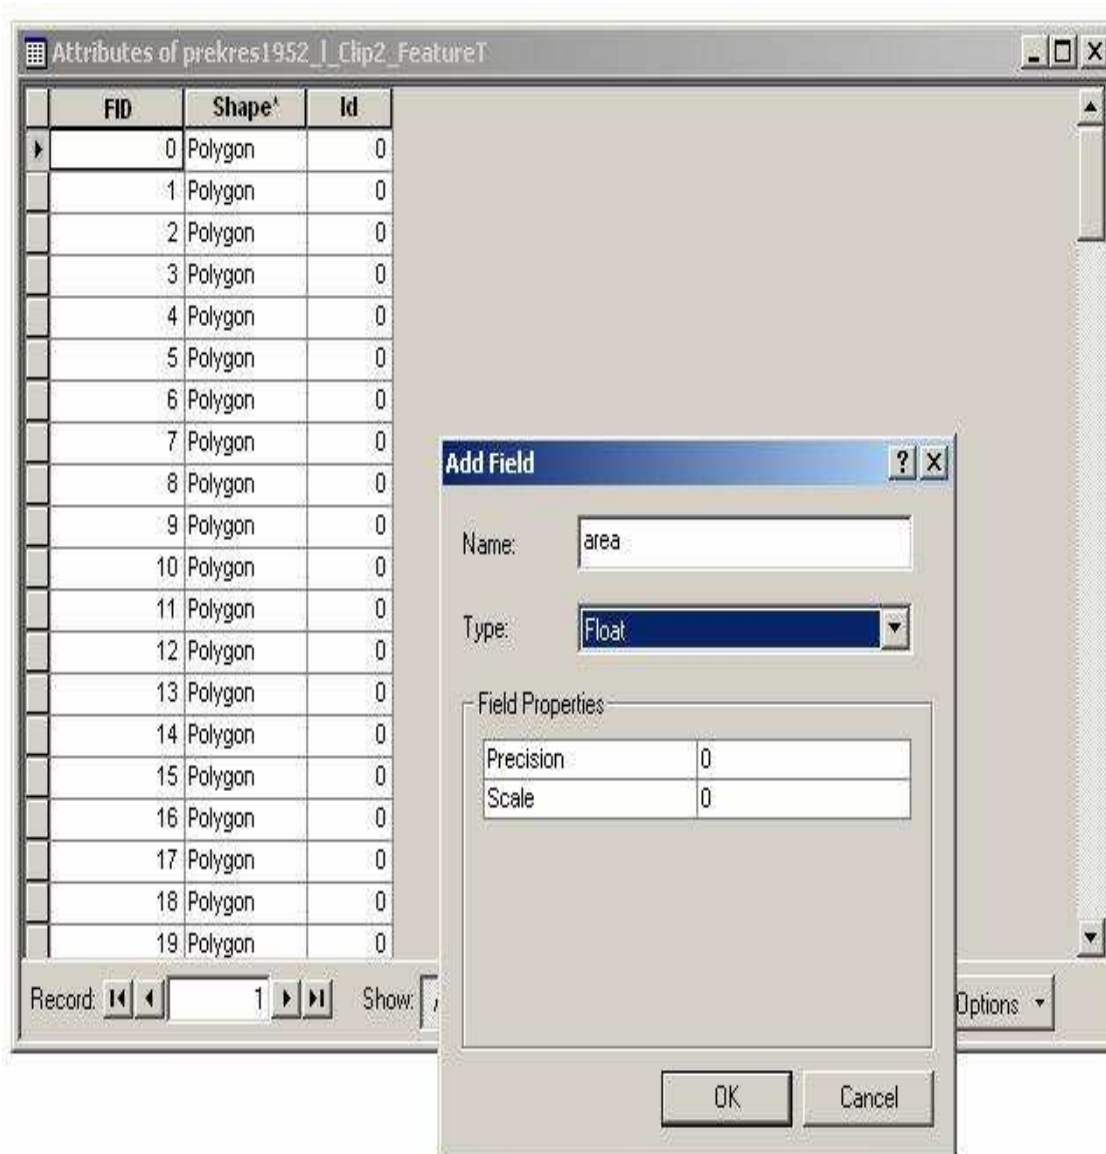 Attributes of prekres1952_l_Clip2_FeatureT
FID Shape* Id
0 Polygon 0
1 Polygon 0
2 Polygon 0
3 Polygon 0
4 Polygon 0
5 Polygon 0
6 Polygon 0
7 Polygon 0
8 Polygon 0
9 Polygon 0
10 Polygon 0
11 Polygon 0
12 Polygon 0
13 Polygon 0
14 Polygon 0
15 Polygon 0
16 Polygon 0
17 Polygon 0
18 Polygon 0
19 Polygon 0
Record: 1 Show: Options
Add Field
Name: area
Type: Float
Field Properties
Precision 0
Scale 0
OK Cancel